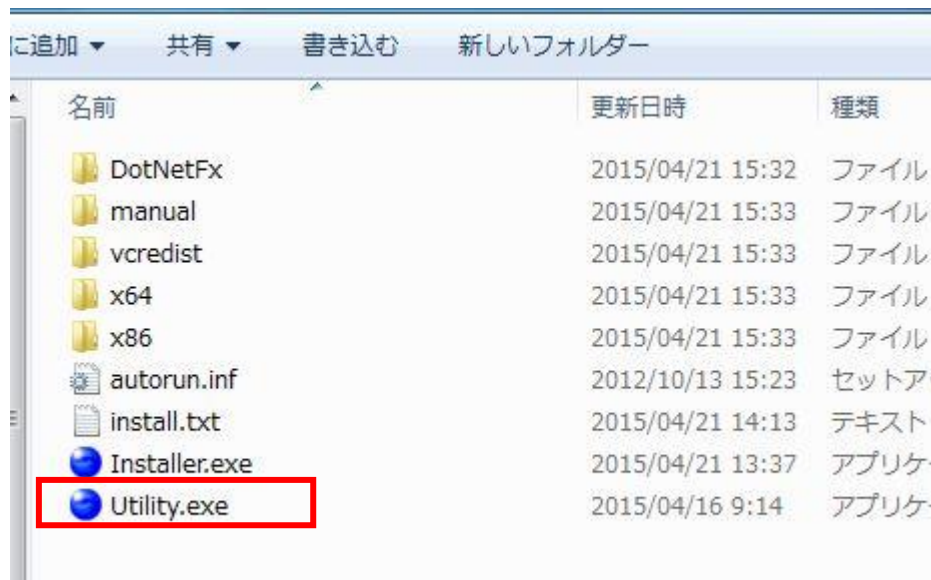 に追加 ▼ 共有 ▼ 書き込む 新しいフォルダー
名前 更新日時 種類
DotNetFx 2015/04/21 15:32 ファイル
manual 2015/04/21 15:33 ファイル
vcredist 2015/04/21 15:33 ファイル
x64 2015/04/21 15:33 ファイル
x86 2015/04/21 15:33 ファイル
autorun.inf 2012/10/13 15:23 セットア
install.txt 2015/04/21 14:13 テキスト
Installer.exe 2015/04/21 13:37 アプリケ
Utility.exe 2015/04/16 9:14 アプリケ